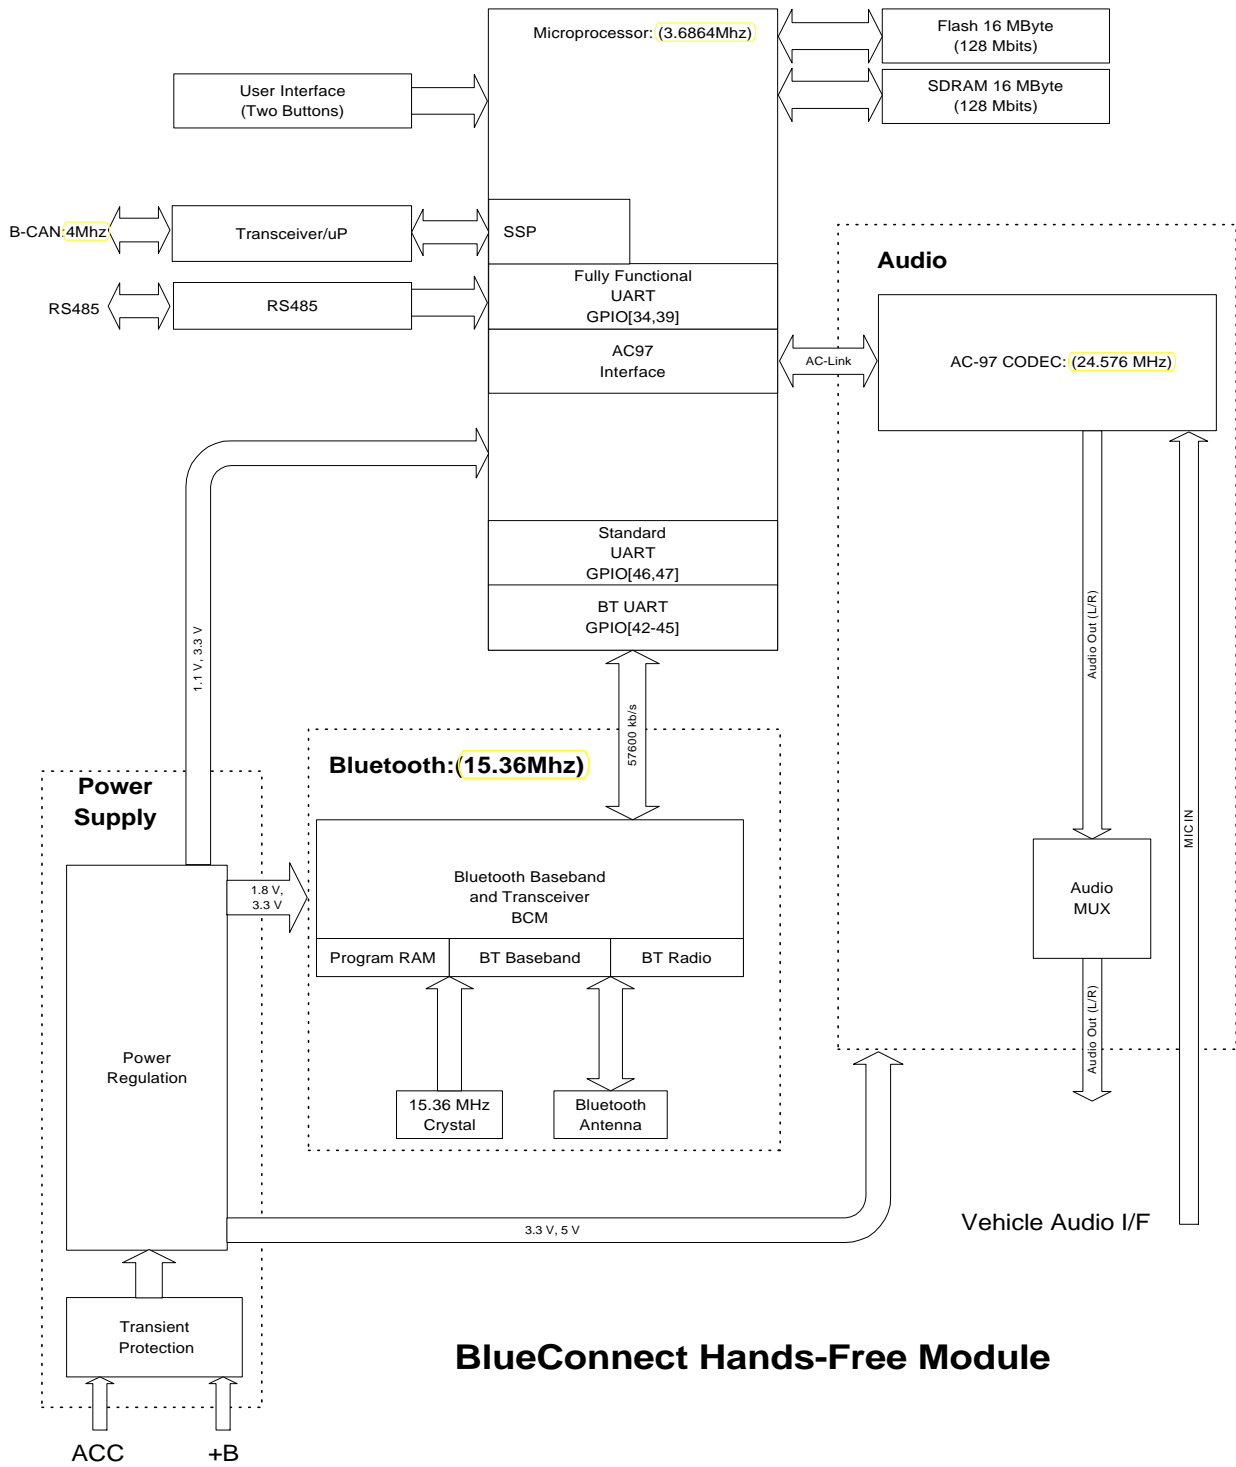 Microprocessor: (3.6864Mhz)
Flash 16 MByte
(128 Mbits)
SDRAM 16 MByte
(128 Mbits)
User Interface
(Two Buttons)
B-CAN:4Mhz
Transceiver/uP
SSP
RS485
RS485
Fully Functional
UART
GPIO[34,39]
AC97
Interface
AC-Link
Audio
AC-97 CODEC: (24.576 MHz)
Standard
UART
GPIO[46,47]
BT UART
GPIO[42-45]
1.1 V, 3.3 V
57600 kb/s
Audio Out (L/R)
MIC IN
Bluetooth:(15.36Mhz)
Power
Supply
1.8 V,
3.3 V
Bluetooth Baseband
and Transceiver
BCM
Program RAM
BT Baseband
BT Radio
Audio
MUX
Audio Out (L/R)
Power
Regulation
15.36 MHz
Crystal
Bluetooth
Antenna
3.3 V, 5 V
Vehicle Audio I/F
Transient
Protection
BlueConnect Hands-Free Module
ACC
+B